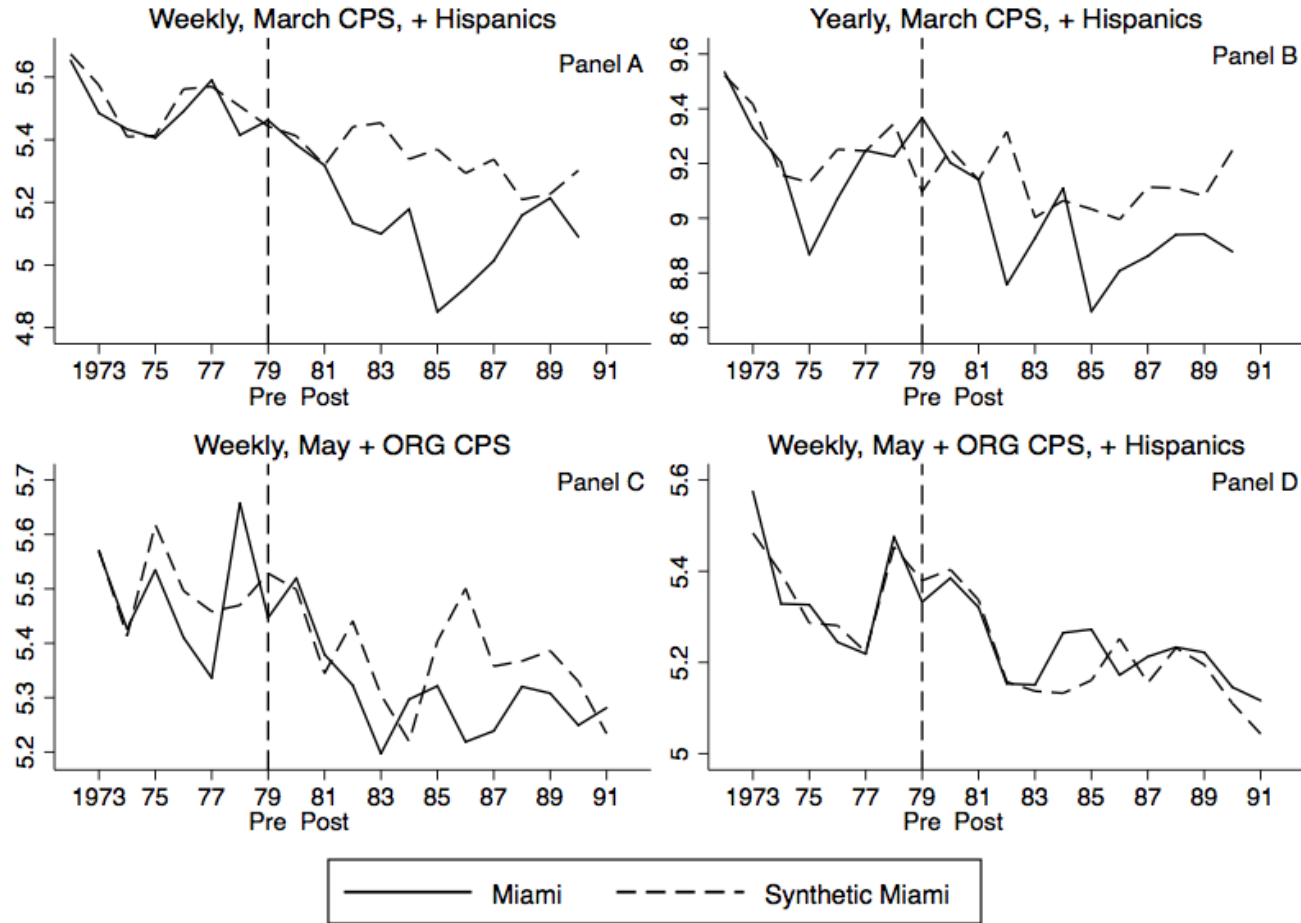 Weekly, March CPS, + Hispanics
Panel A
5.6
5.4
5.2
5
4.8
1973 75 77 79 81 83 85 87 89 91
Pre Post
Yearly, March CPS, + Hispanics
Panel B
9.6
9.4
9.2
9
8.8
8.6
1973 75 77 79 81 83 85 87 89 91
Pre Post
Weekly, May + ORG CPS
Panel C
5.7
5.6
5.5
5.4
5.3
5.2
1973 75 77 79 81 83 85 87 89 91
Pre Post
Weekly, May + ORG CPS, + Hispanics
Panel D
5.6
5.4
5.2
5
1973 75 77 79 81 83 85 87 89 91
Pre Post
Miami
Synthetic Miami